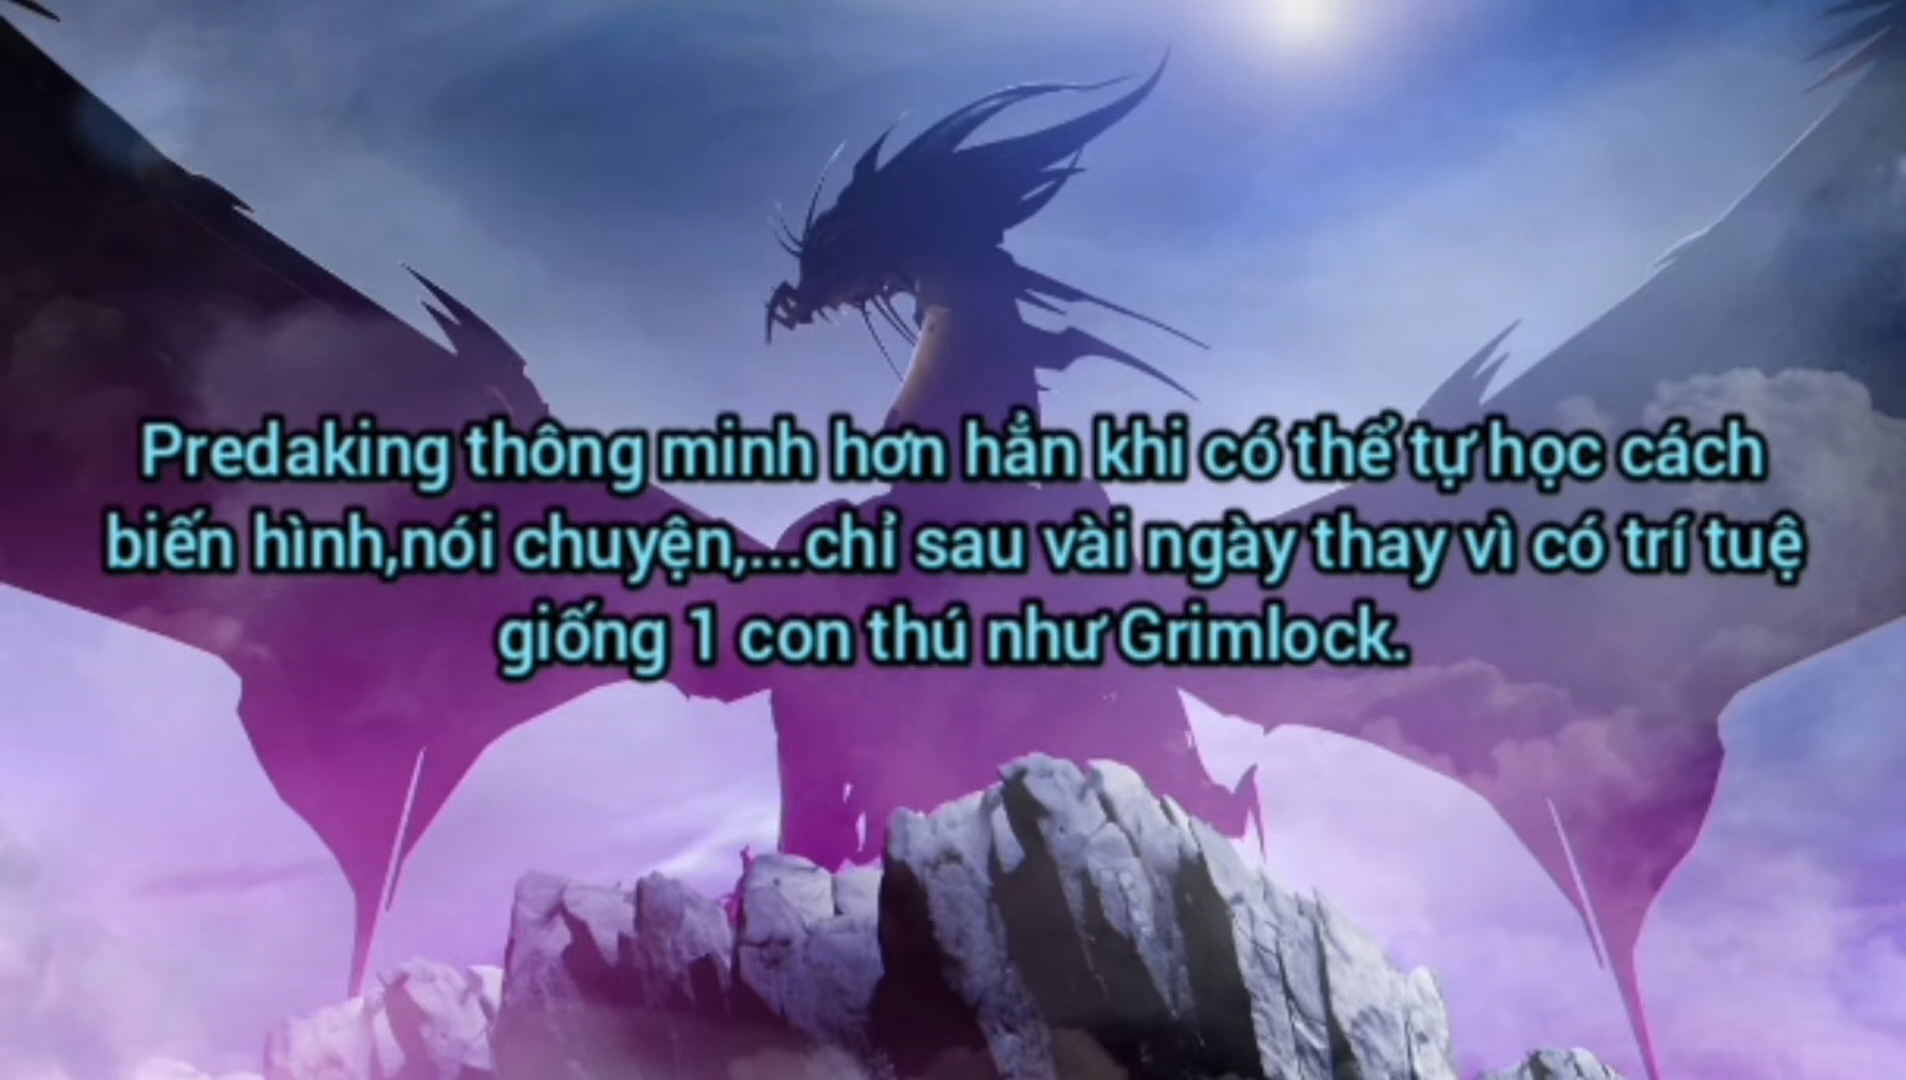 Predaking thông minh hơn hẳn khi có thể tự học cách
biến hình,nói chuyện,...chỉ sau vài ngày thay vì có trí tuệ
giống 1 con thú như Grimlock.